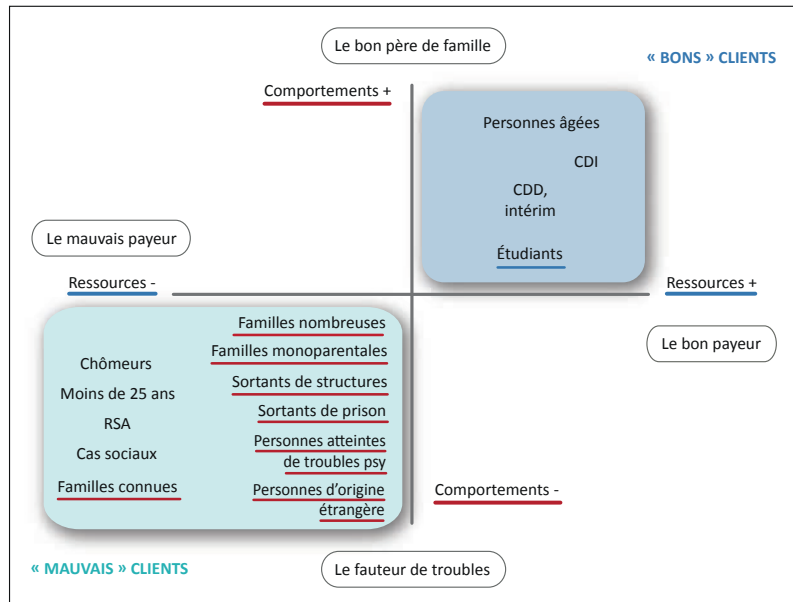 Le bon père de famille
« BONS » CLIENTS
Comportements +
Personnes âgées
CDI
CDD,
intérim
Étudiants
Le mauvais payeur
Ressources -
Ressources +
Le bon payeur
Familles nombreuses
Familles monoparentales
Sortants de structures
Sortants de prison
Personnes atteintes
de troubles psy
Personnes d'origine
étrangère
Chômeurs
Moins de 25 ans
RSA
Cas sociaux
Familles connues
Comportements -
« MAUVAIS » CLIENTS
Le fauteur de troubles